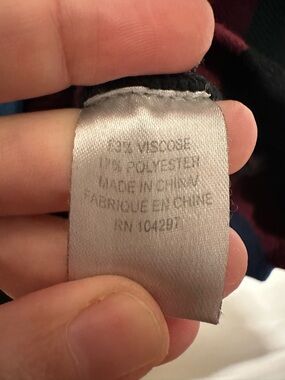 83% VISCOSE
17% POLYESTER
MADE IN CHINA/
FABRIQUE EN CHINE
RN 104297